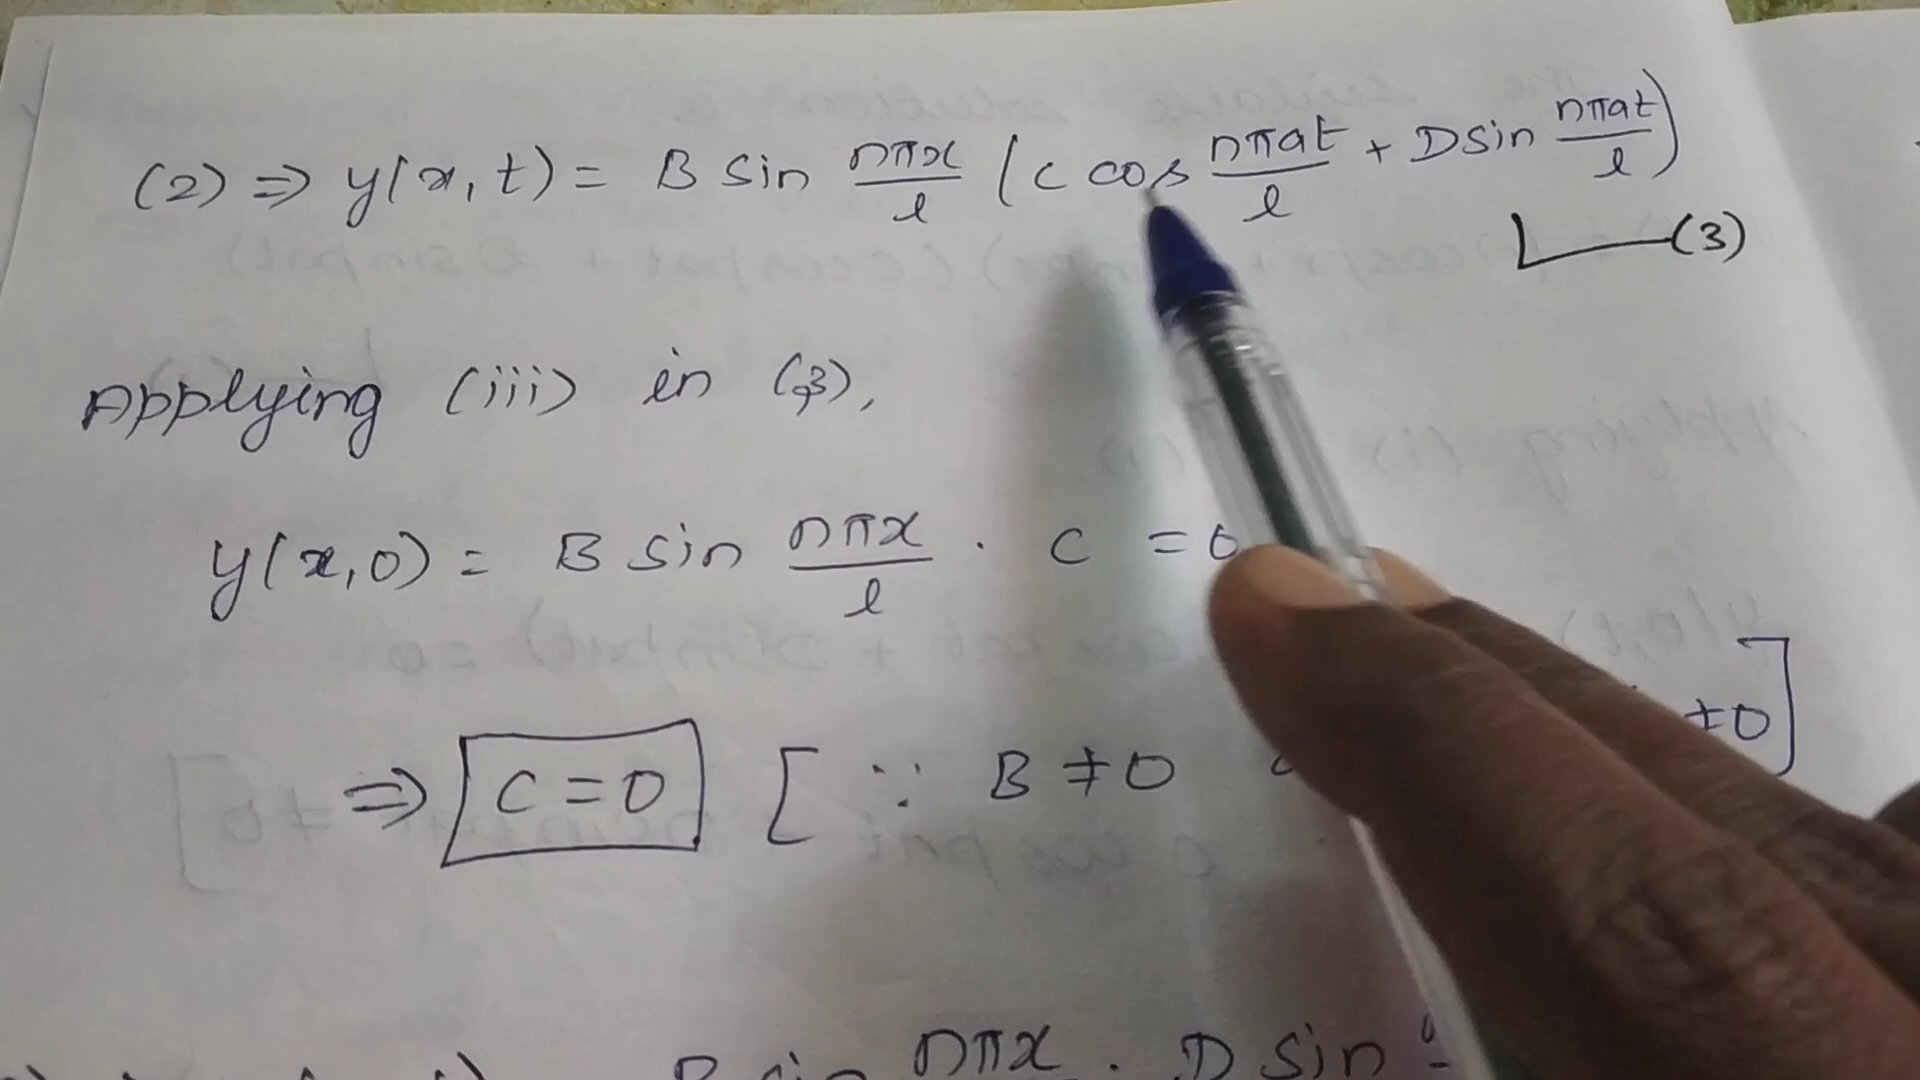 (2) ⇒ y(x,t) = B sin nπx/l (c cos nπat/l + D sin nπat/l)
(3)
Applying (iii) in (3),
y(x,0) = B sin nπx/l · c = 0
⇒ c = 0 [ ∵ B ≠ 0 ≠ 0 ]
B sin nπx · D sin